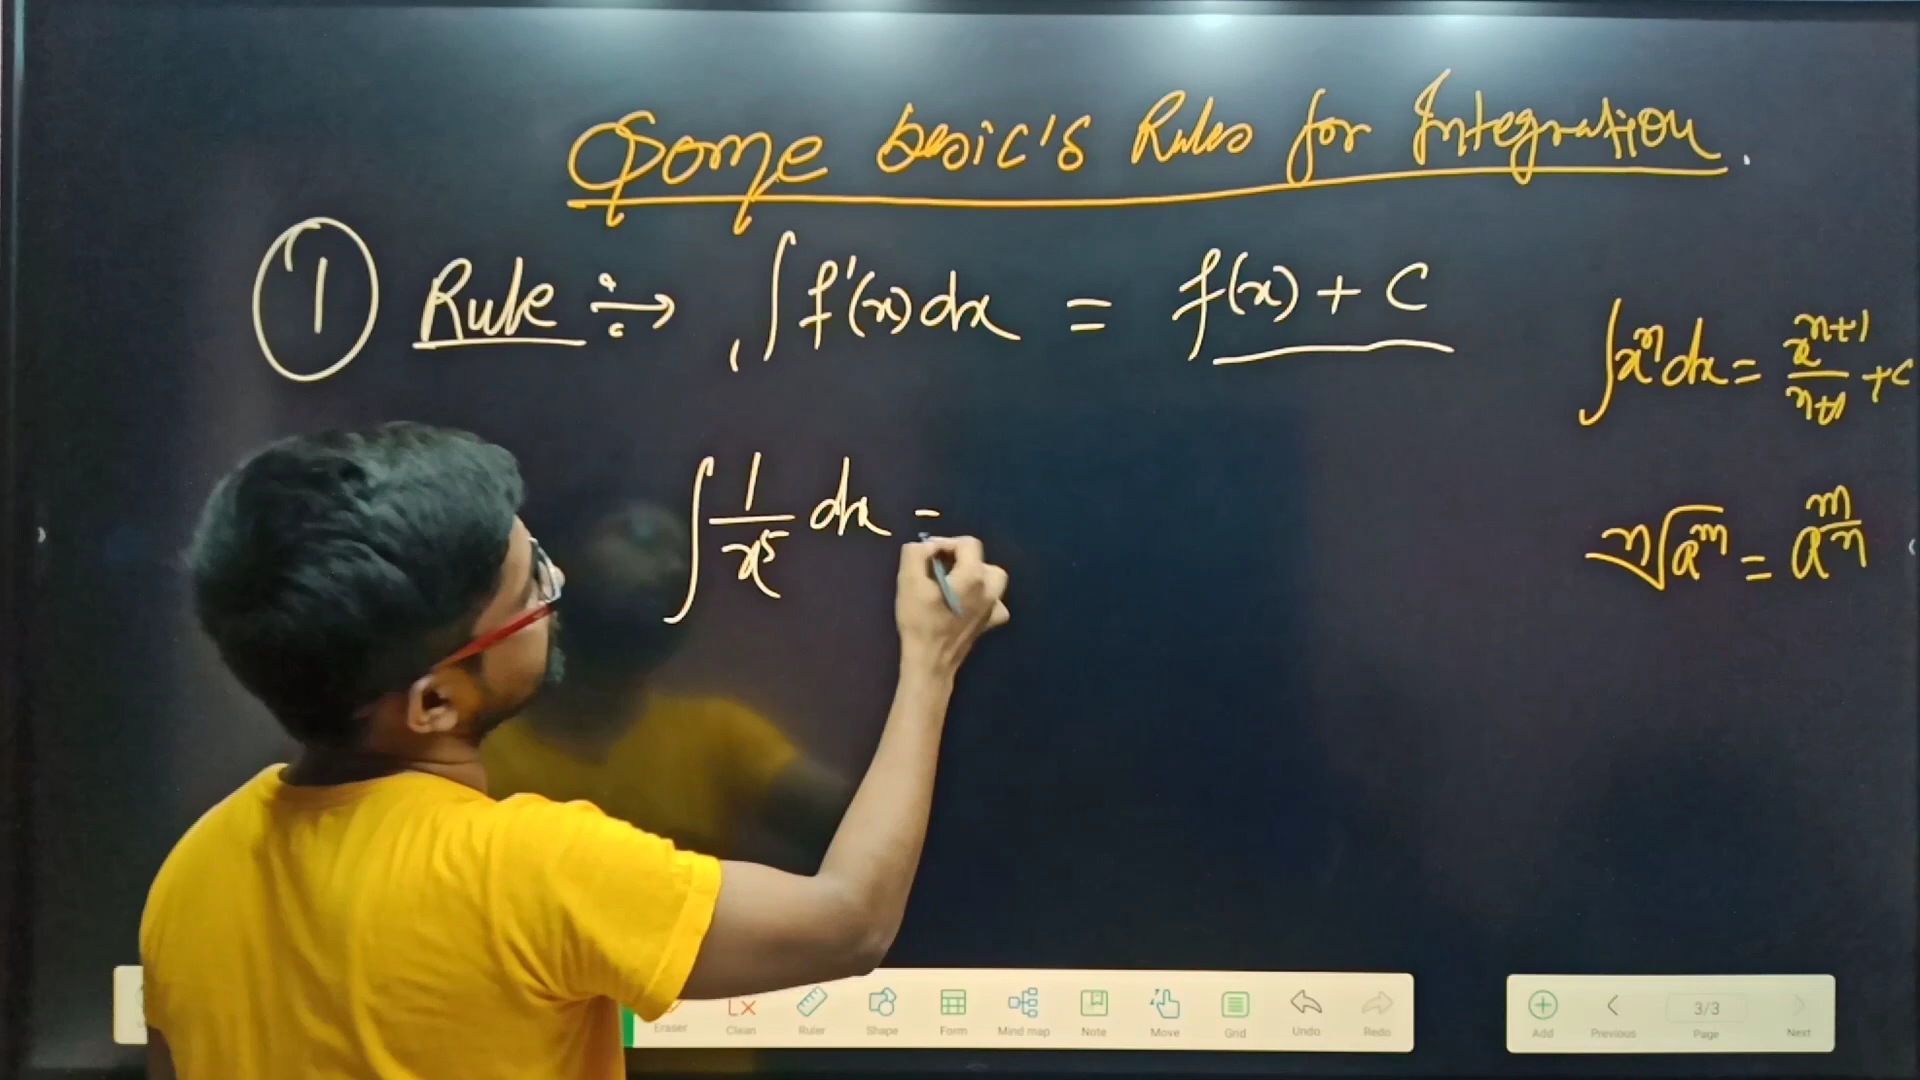 Some basic's Rules for Integration.
① Rule ÷→ ∫f'(x)dx = f(x) + C
∫xⁿdx = xⁿ⁺¹/n+1 + C
∫1/x⁵ dx =
ⁿ√aᵐ = a^m/n
Eraser Clean Ruler Shape Form Mind map Note Move Grid Undo Redo
Add Previous 3/3 Page Next